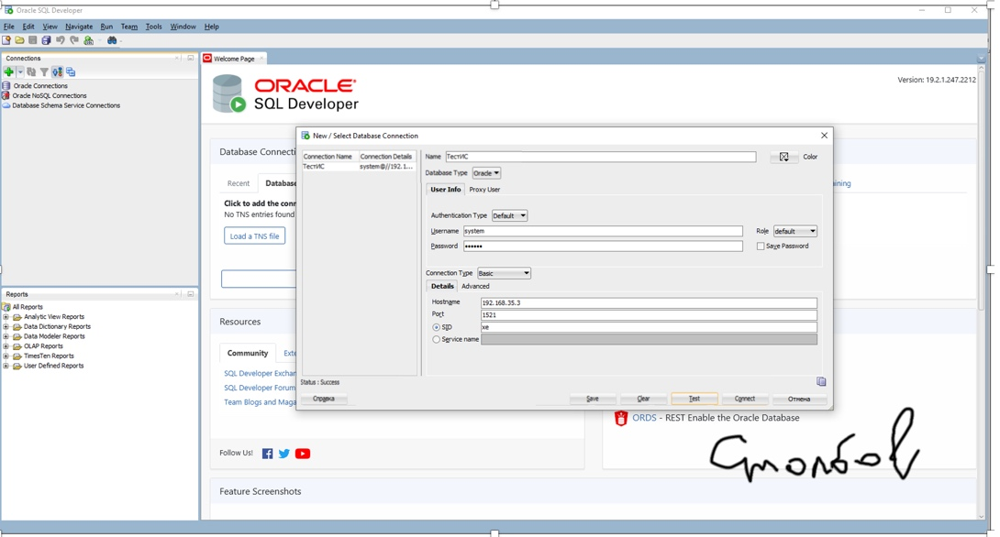 Oracle SQL Developer
File Edit View Navigate Run Team Tools Window Help
Connections
Oracle Connections
Oracle NoSQL Connections
Database Schema Service Connections
Reports
All Reports
Analytic View Reports
Data Dictionary Reports
Data Modeler Reports
OLAP Reports
TimesTen Reports
User Defined Reports
Welcome Page
ORACLE
SQL Developer
Version: 19.2.1.247.2212
Database Connecti
Recent Databas
Click to add the conn
No TNS entries found
Load a TNS file
ining
Resources
Community Exte
SQL Developer Exchan
SQL Developer Forum
Team Blogs and Maga
ORDS - REST Enable the Oracle Database
Follow Us!
Feature Screenshots
New / Select Database Connection
Connection Name Connection Details
ТестИС system@//192.1...
Name ТестИС Color
Database Type Oracle
User Info Proxy User
Authentication Type Default
Username system Role default
Password •••••• Save Password
Connection Type Basic
Details Advanced
Hostname 192.168.35.3
Port 1521
SID xe
Service name
Status : Success
Справка Save Clear Test Connect Отмена
Столбов